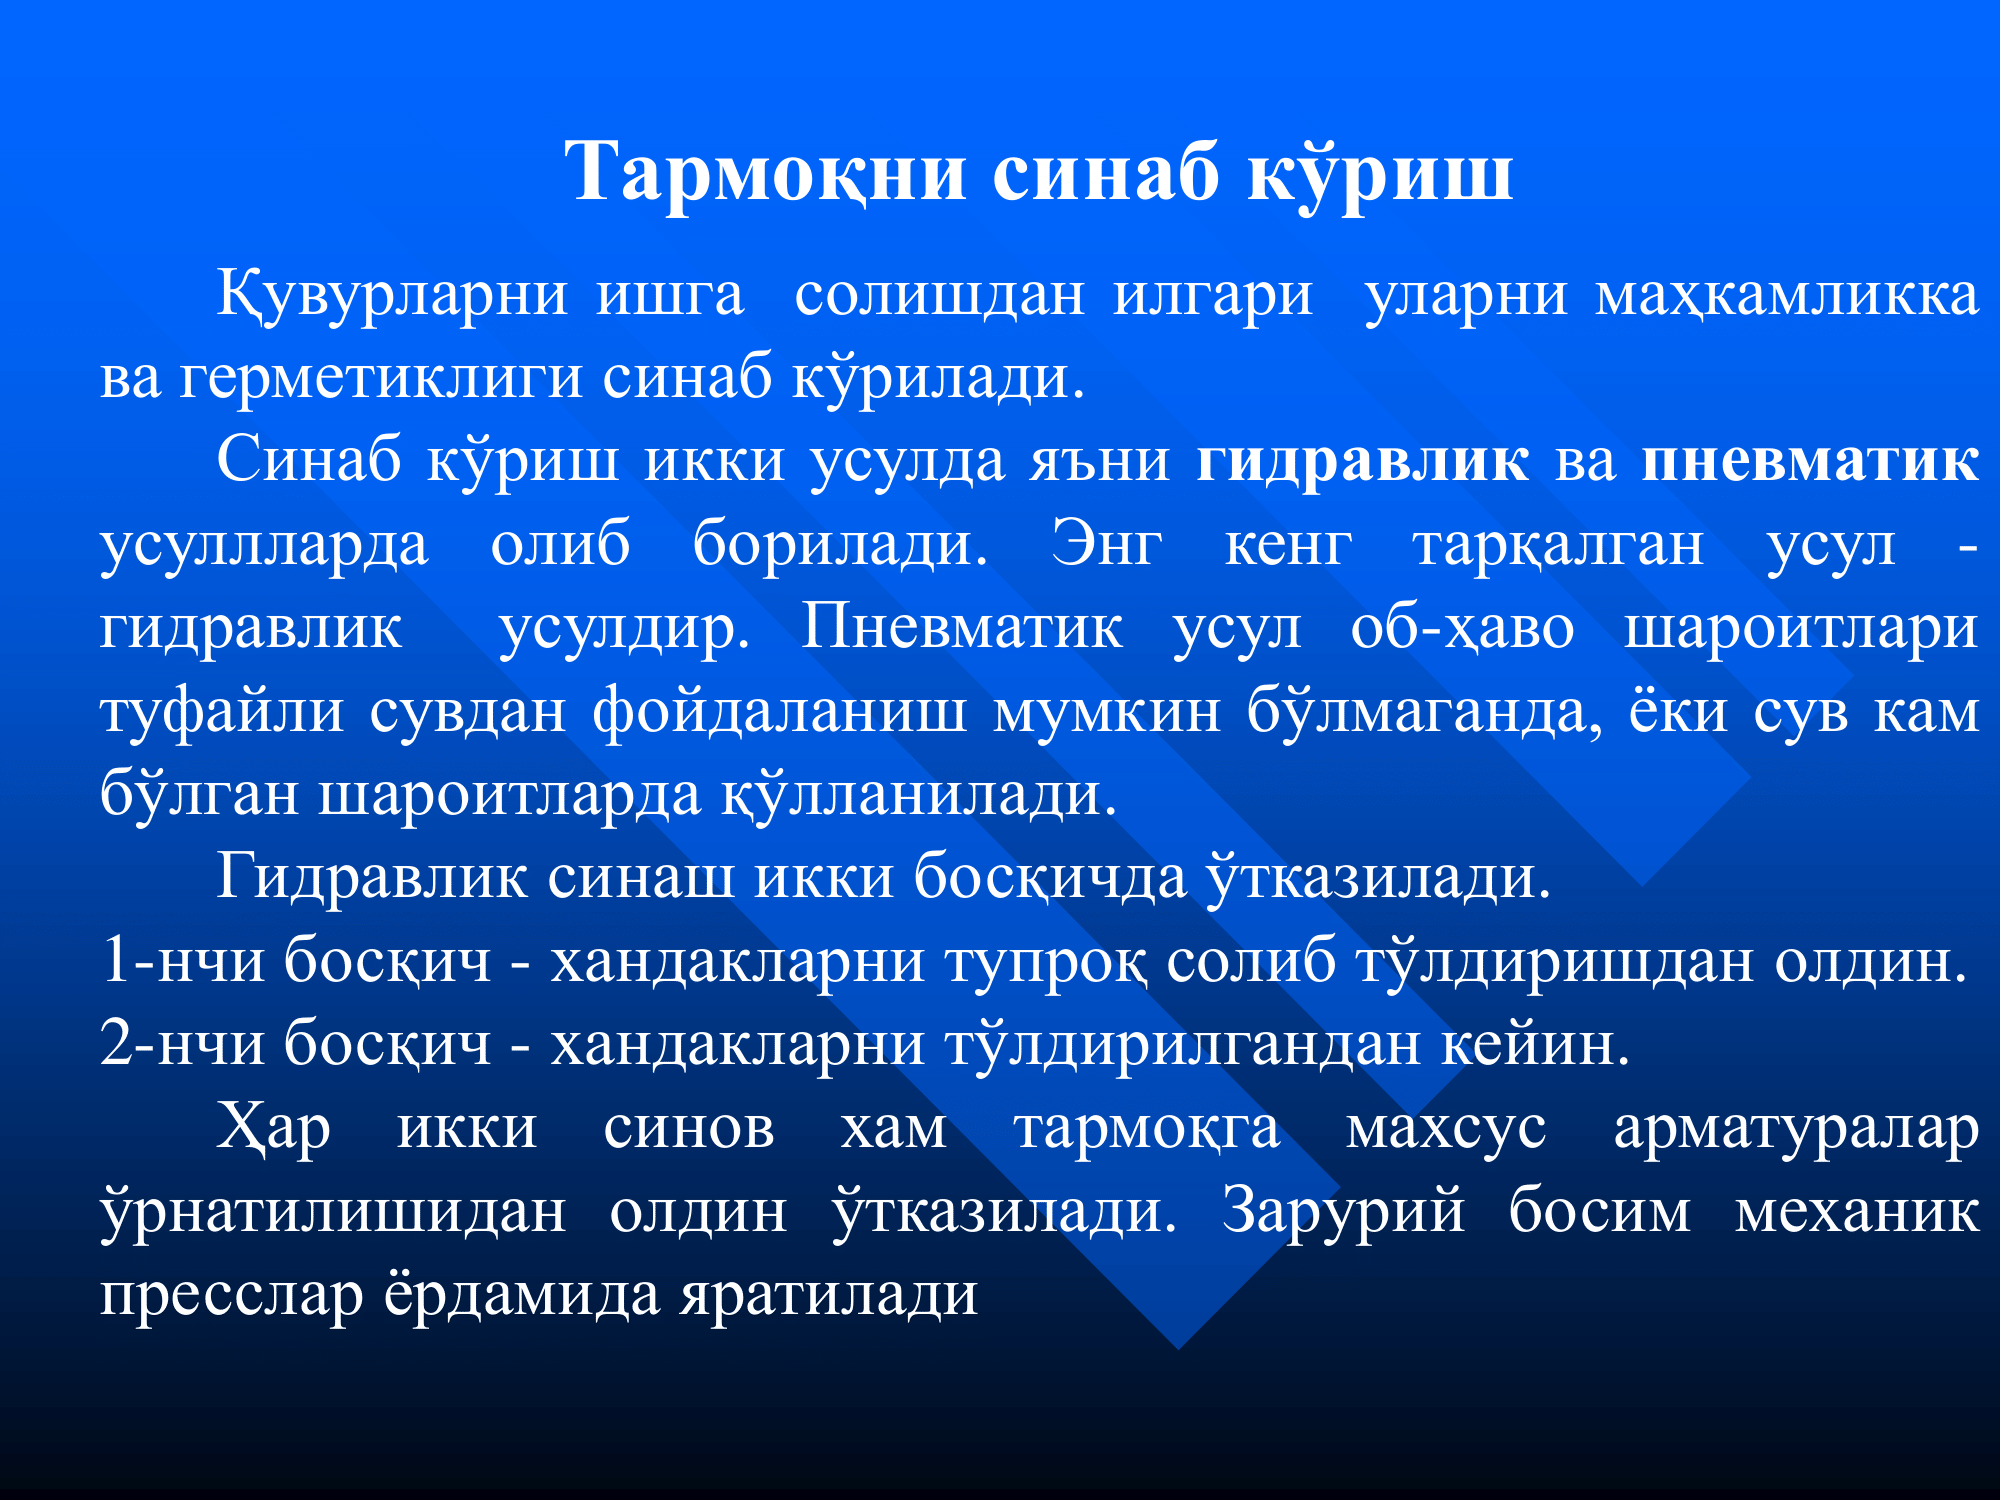 Тармоқни синаб кўриш
Қувурларни ишга солишдан илгари уларни маҳкамликка
ва герметиклиги синаб кўрилади.
Синаб кўриш икки усулда яъни гидравлик ва пневматик
усуллларда олиб борилади. Энг кенг тарқалган усул -
гидравлик усулдир. Пневматик усул об-ҳаво шароитлари
туфайли сувдан фойдаланиш мумкин бўлмаганда, ёки сув кам
бўлган шароитларда қўлланилади.
Гидравлик синаш икки босқичда ўтказилади.
1-нчи босқич - хандакларни тупроқ солиб тўлдиришдан олдин.
2-нчи босқич - хандакларни тўлдирилгандан кейин.
Ҳар икки синов хам тармоқга махсус арматуралар
ўрнатилишидан олдин ўтказилади. Зарурий босим механик
пресслар ёрдамида яратилади